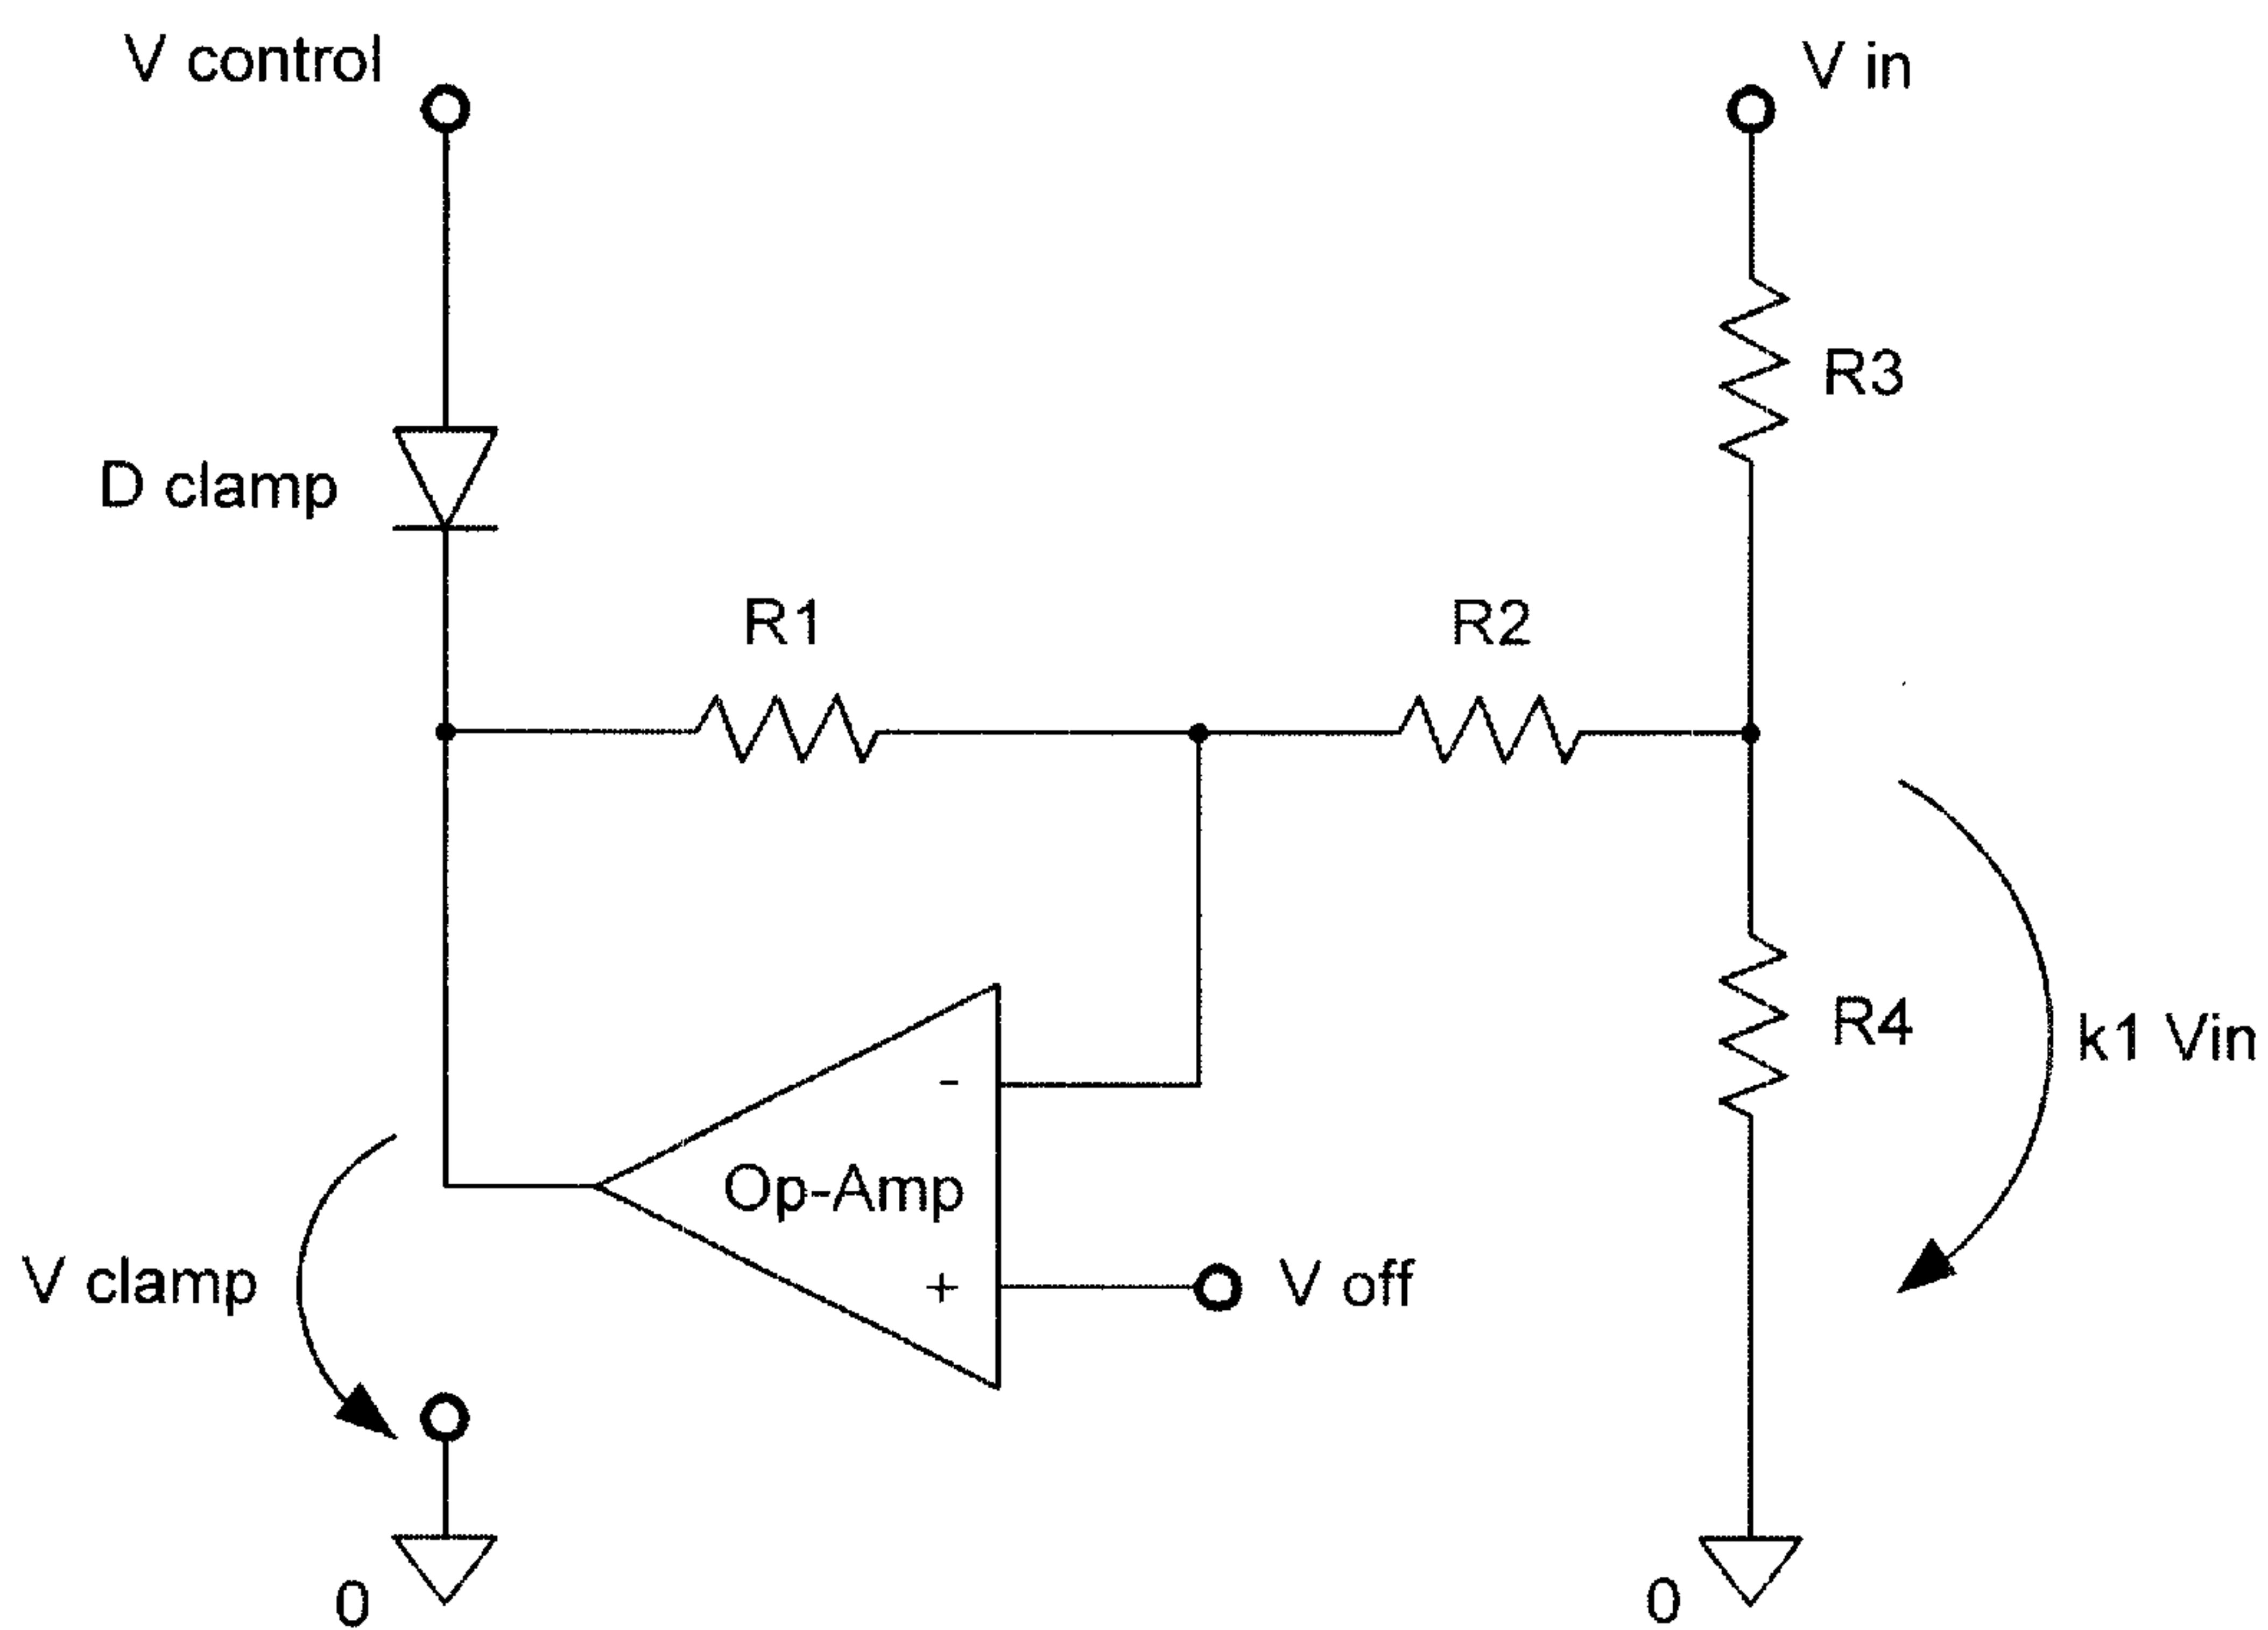 V control
V in
R3
D clamp
R1
R2
-
R4
k1 Vin
Op-Amp
V clamp
+
V off
0
0